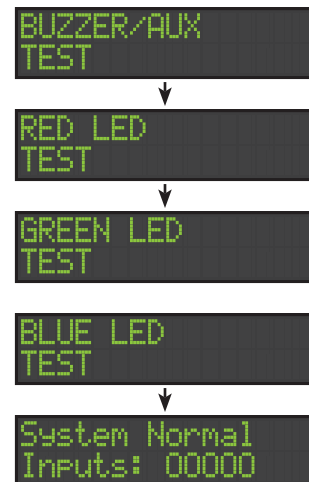 BUZZER/AUX
TEST
RED LED
TEST
GREEN LED
TEST
BLUE LED
TEST
System Normal
Inputs: 00000